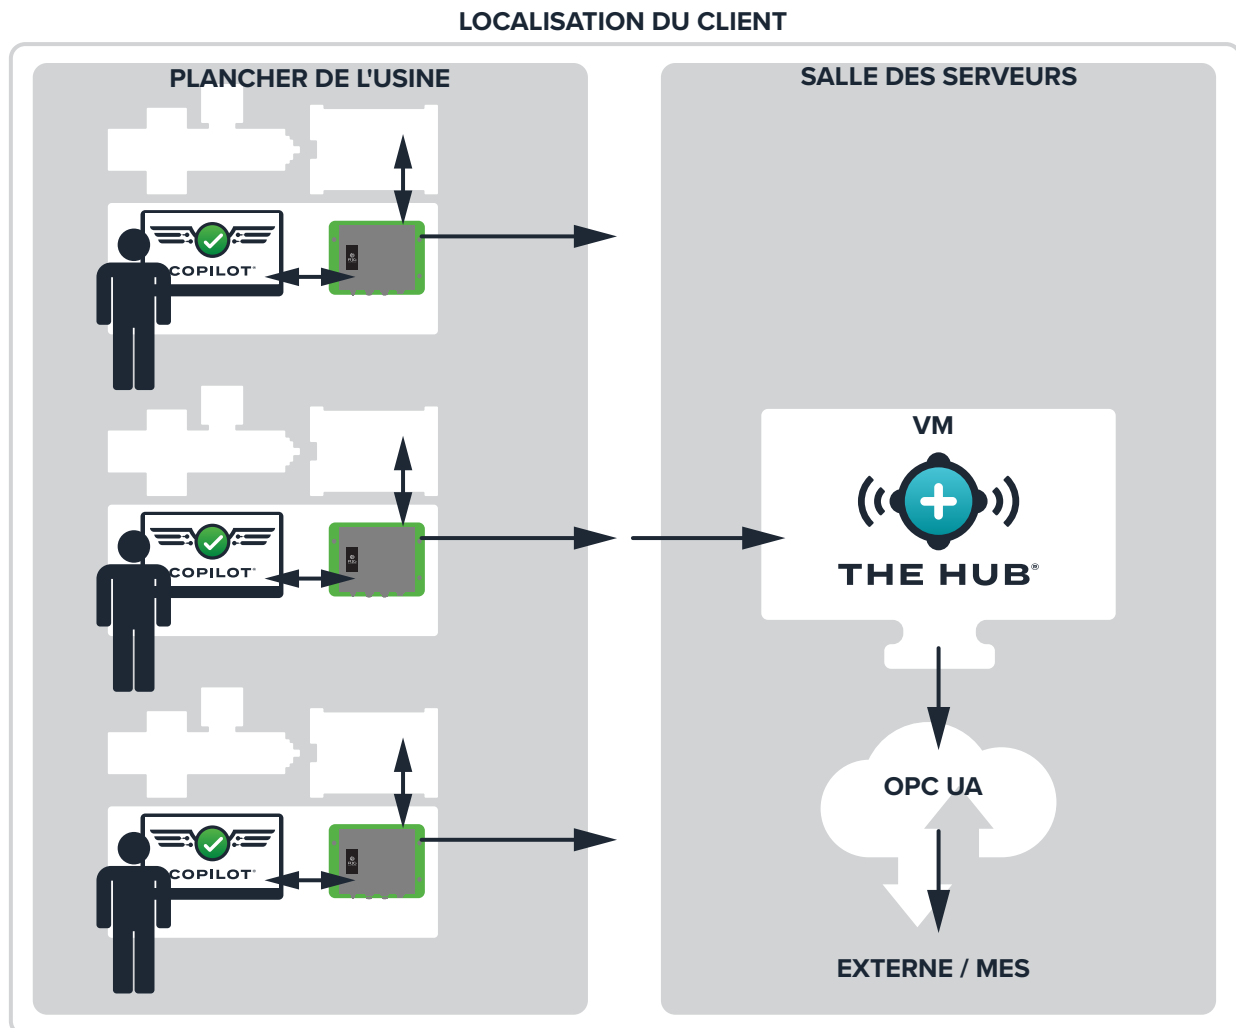 LOCALISATION DU CLIENT
PLANCHER DE L'USINE
SALLE DES SERVEURS
COPILOT®
COPILOT®
COPILOT®
VM
THE HUB®
OPC UA
EXTERNE / MES